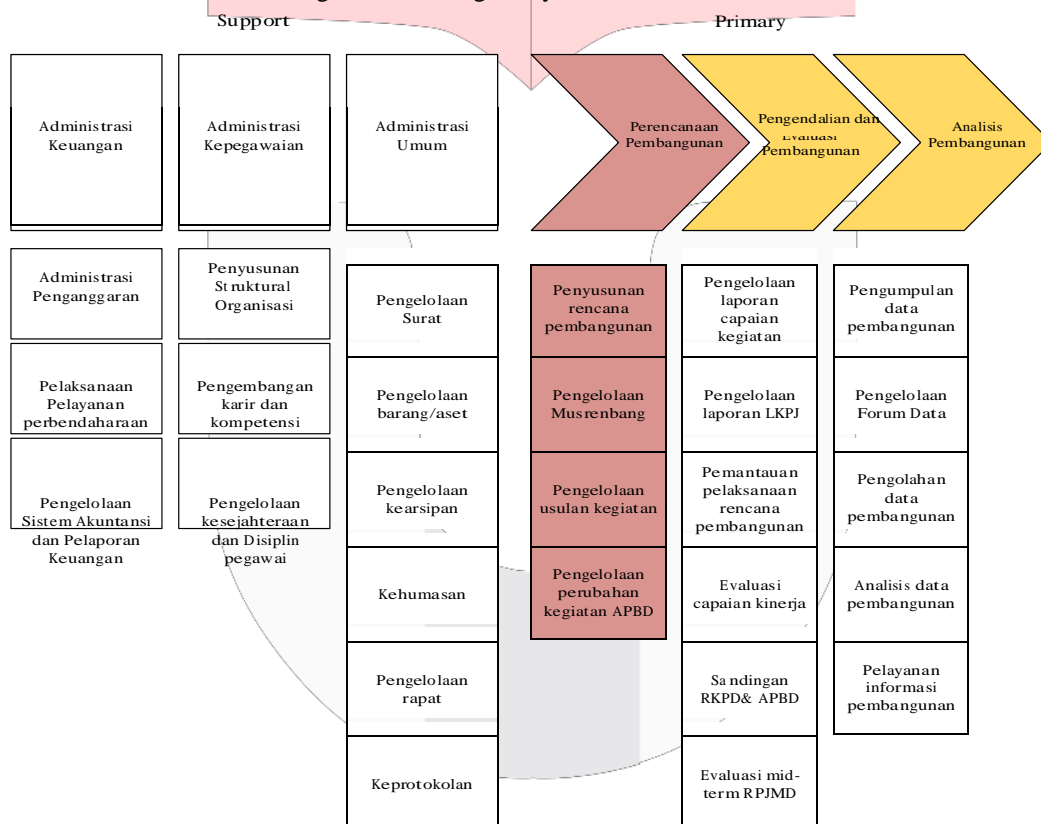 Support
Primary
Administrasi
Keuangan
Administrasi
Kepegawaian
Administrasi
Umum
Perencanaan
Pembangunan
Pengendalian dan
Evaluasi
Pembangunan
Analisis
Pembangunan
Administrasi
Penganggaran
Pelaksanaan
Pelayanan
perbendaharaan
Pengelolaan
Sistem Akuntansi
dan Pelaporan
Keuangan
Penyusunan
Struktural
Organisasi
Pengembangan
karir dan
kompetensi
Pengelolaan
kesejahteraan
dan Disiplin
pegawai
Pengelolaan
Surat
Pengelolaan
barang/aset
Pengelolaan
kearsipan
Kehumasan
Pengelolaan
rapat
Keprotokolan
Penyusunan
rencana
pembangunan
Pengelolaan
Musrenbang
Pengelolaan
usulan kegiatan
Pengelolaan
perubahan
kegiatan APBD
Pengelolaan
laporan
capaian
kegiatan
Pengelolaan
laporan LKPJ
Pemantauan
pelaksanaan
rencana
pembangunan
Evaluasi
capaian kinerja
Sandingan
RKPD& APBD
Evaluasi mid-
term RPJMD
Pengumpulan
data
pembangunan
Pengelolaan
Forum Data
Pengolahan
data
pembangunan
Analisis data
pembangunan
Pelayanan
informasi
pembangunan